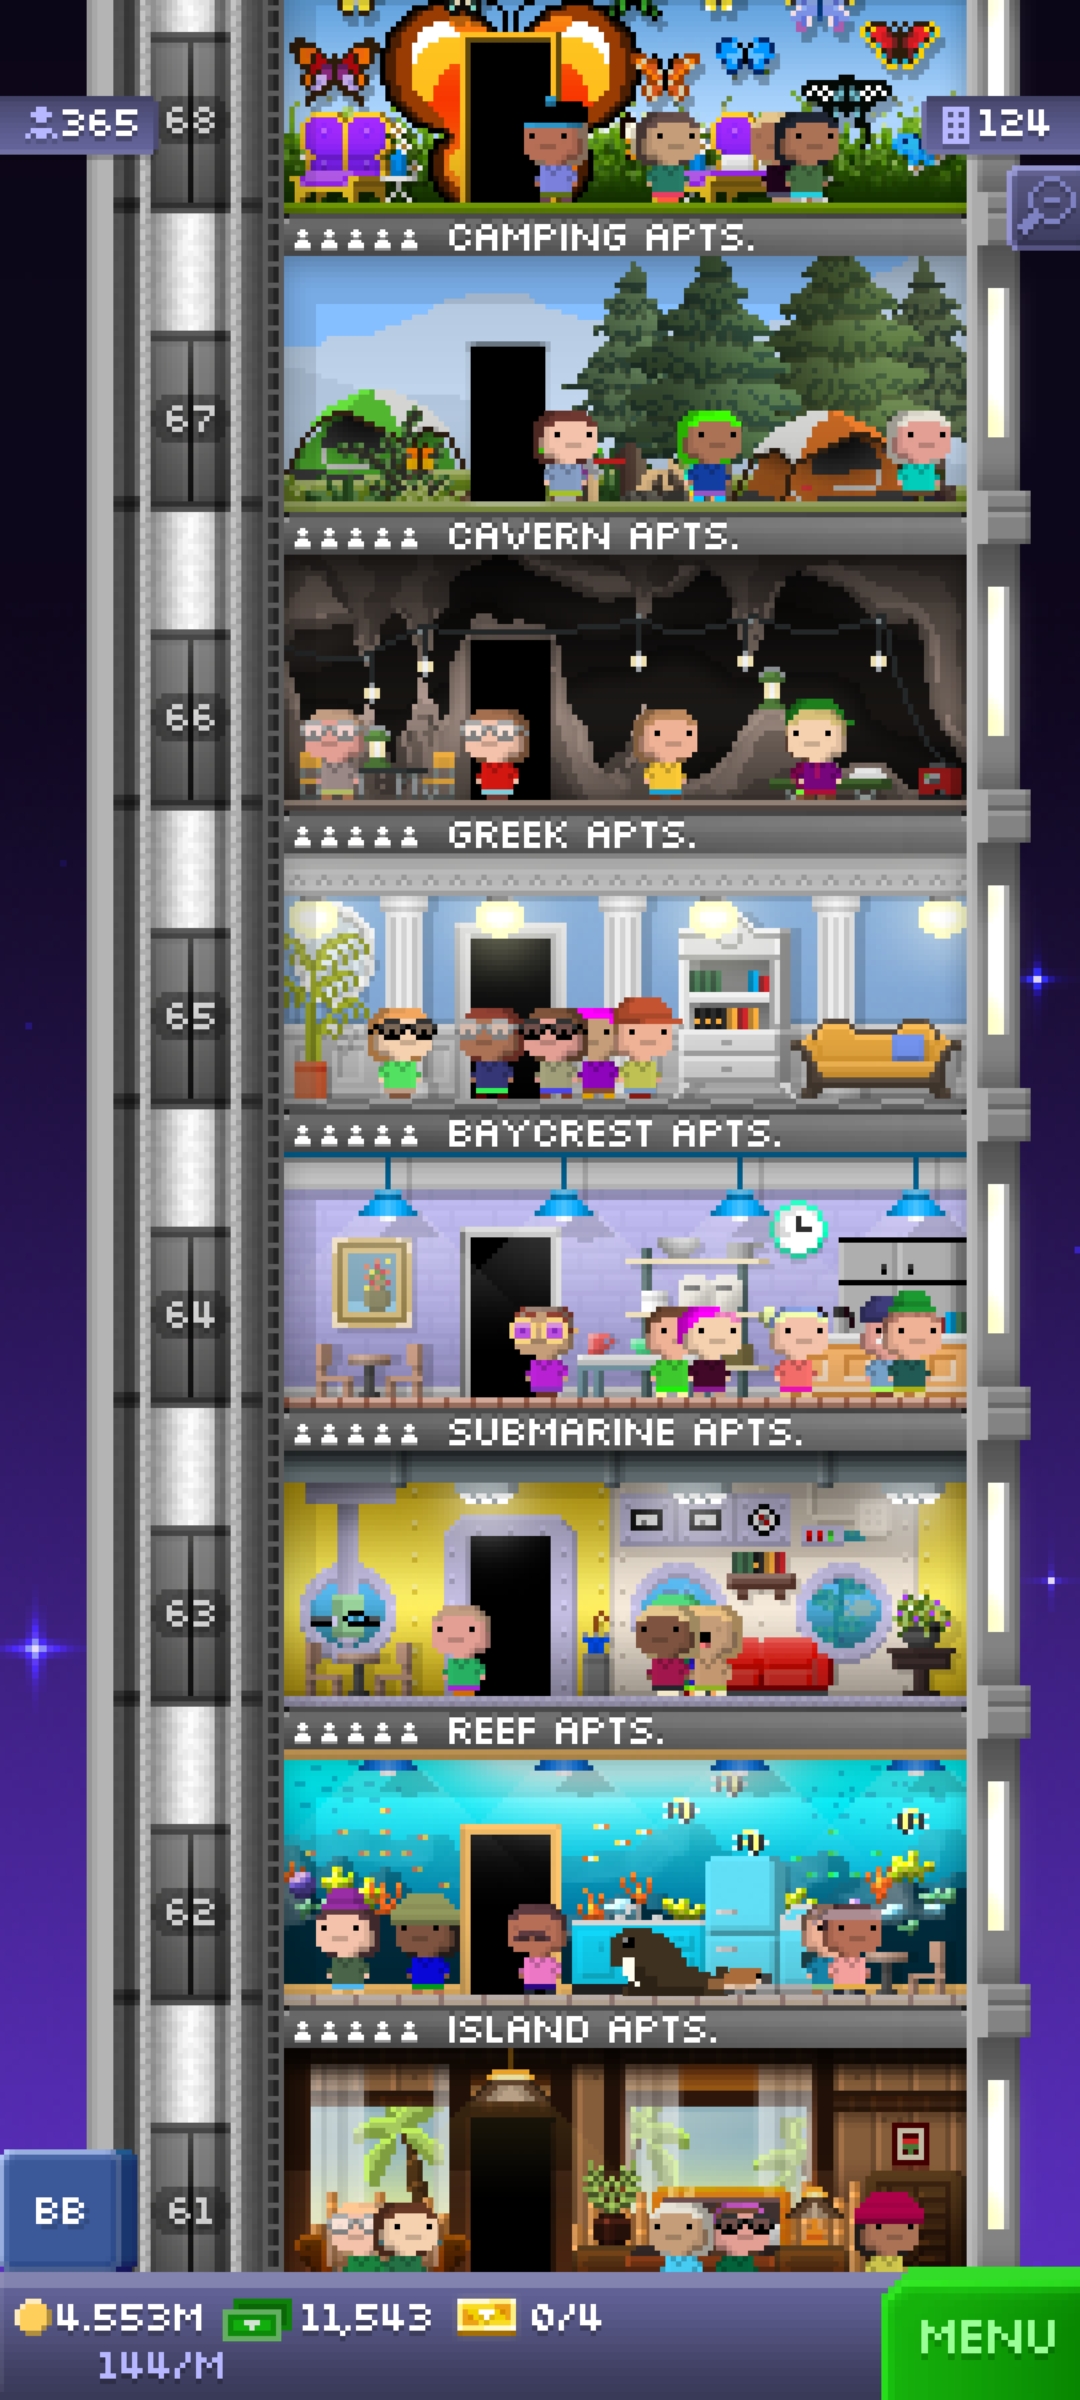 365
68
124
CAMPING APTS.
67
CAVERN APTS.
66
GREEK APTS.
65
BAYCREST APTS.
64
SUBMARINE APTS.
63
REEF APTS.
62
ISLAND APTS.
BB
61
4.553M 11,543 0/4
MENU
144/M